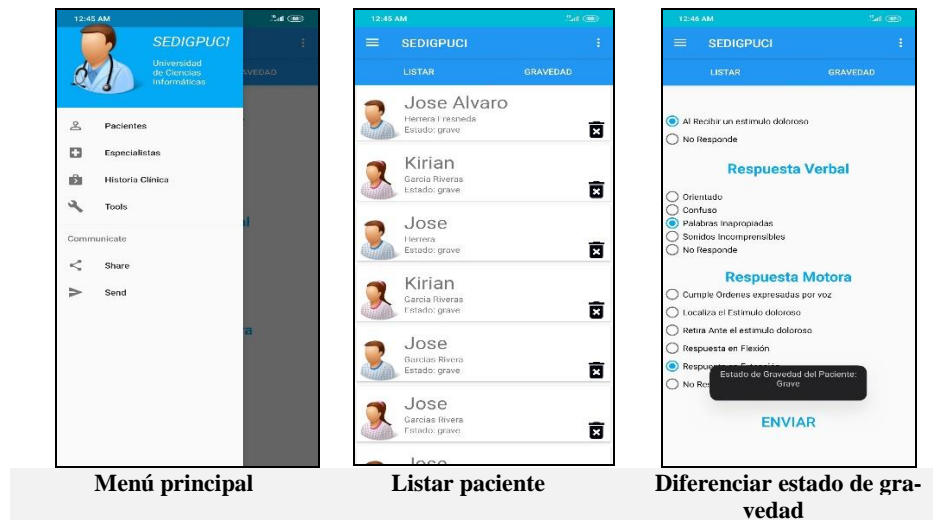 12:45 AM
SEDIGPUCI
Universidad
de Ciencias
Informáticas
VEDAD
Pacientes
Especialistas
Historia Clínica
Tools
Communicate
Share
Send
Menú principal
12:45 AM
SEDIGPUCI
LISTAR GRAVEDAD
Jose Alvaro
Herrera Fresneda
Estado: grave
Kirian
Garcia Riveras
Estado: grave
Jose
Herrera
Estado: grave
Kirian
Garcia Riveras
Estado: grave
Jose
Garcias Rivera
Estado: grave
Jose
Garcias Rivera
Estado: grave
Jose
Listar paciente
12:46 AM
SEDIGPUCI
LISTAR GRAVEDAD
Al Recibir un estimulo doloroso
No Responde
Respuesta Verbal
Orientado
Confuso
Palabras Inapropiadas
Sonidos Incomprensibles
No Responde
Respuesta Motora
Cumple Ordenes expresadas por voz
Localiza el Estimulo doloroso
Retira Ante el estimulo doloroso
Respuesta en Flexión
No Res
Estado de Gravedad del Paciente:
Grave
ENVIAR
Diferenciar estado de gra-
vedad